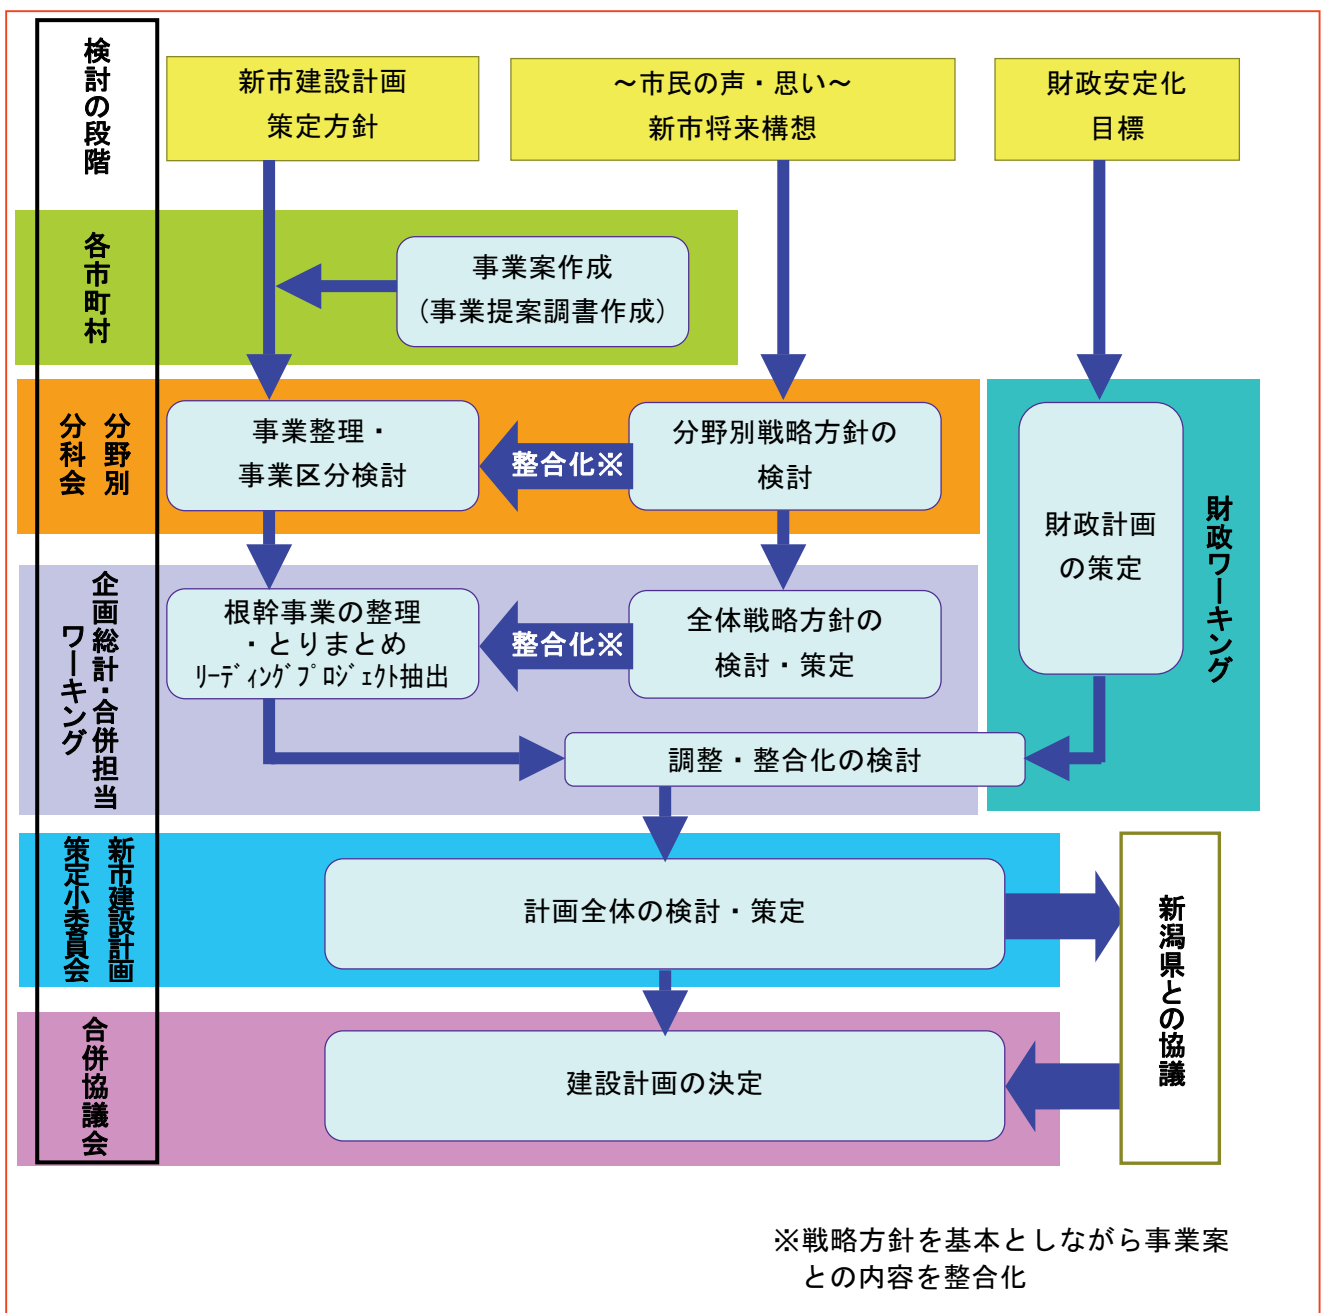 検討の段階
新市建設計画
策定方針
～市民の声・思い～
新市将来構想
財政安定化
目標
各市町村
事業案作成
(事業提案調書作成)
分野別
分科会
事業整理・
事業区分検討
整合化※
分野別戦略方針の
検討
財政計画
の策定
財政ワーキング
企画総計・合併担当
ワーキング
根幹事業の整理
・とりまとめ
ﾘｰﾃﾞｨﾝｸﾞﾌﾟﾛｼﾞｪｸﾄ抽出
整合化※
全体戦略方針の
検討・策定
調整・整合化の検討
新市建設計画
策定小委員会
計画全体の検討・策定
新潟県との協議
合併協議会
建設計画の決定
※戦略方針を基本としながら事業案
との内容を整合化